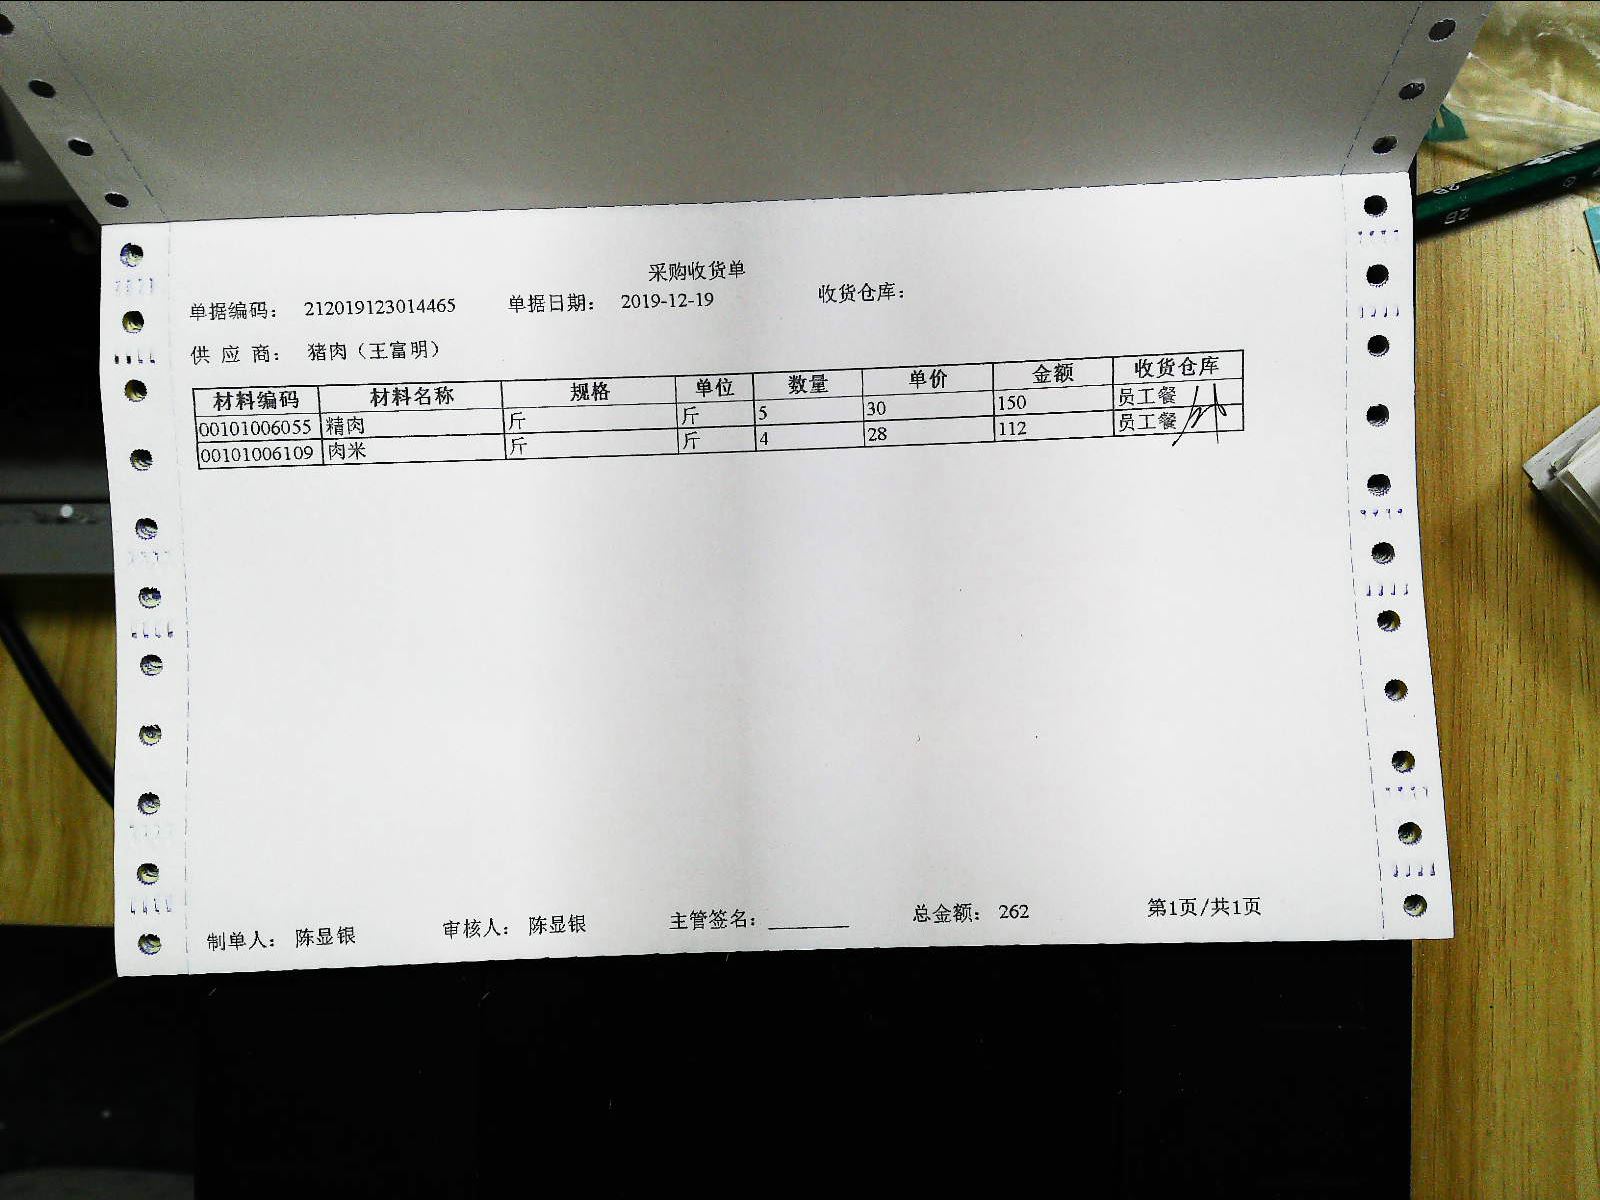 采购收货单
单据编码： 212019123014465 单据日期： 2019-12-19 收货仓库：
供 应 商： 猪肉（王富明）
材料编码 材料名称 规格 单位 数量 单价 金额 收货仓库
00101006055 精肉 斤 斤 5 30 150 员工餐
00101006109 肉米 斤 斤 4 28 112 员工餐
制单人： 陈显银 审核人： 陈显银 主管签名：________ 总金额： 262 第1页/共1页
2B